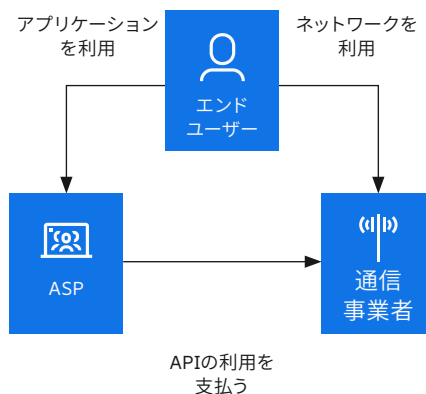 アプリケーション
を利用
ネットワークを
利用
エンド
ユーザー
ASP
通信
事業者
APIの利用を
支払う